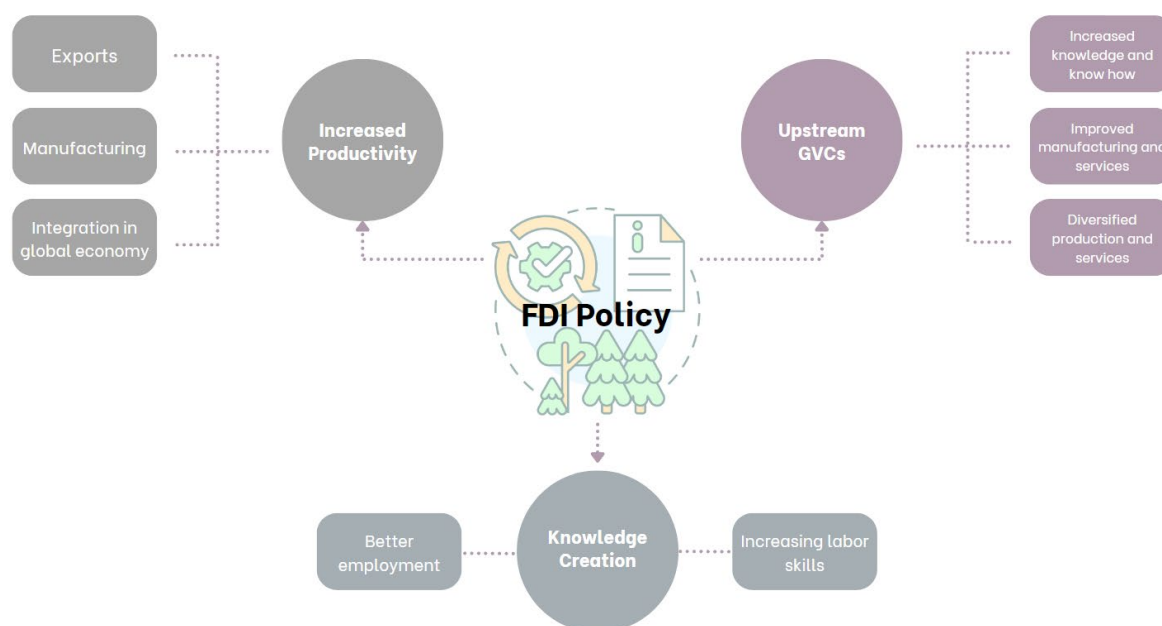 Exports
Manufacturing
Integration in
global economy
Increased
Productivity
Upstream
GVCs
Increased
knowledge and
know how
Improved
manufacturing and
services
Diversified
production and
services
FDI Policy
Better
employment
Knowledge
Creation
Increasing labor
skills